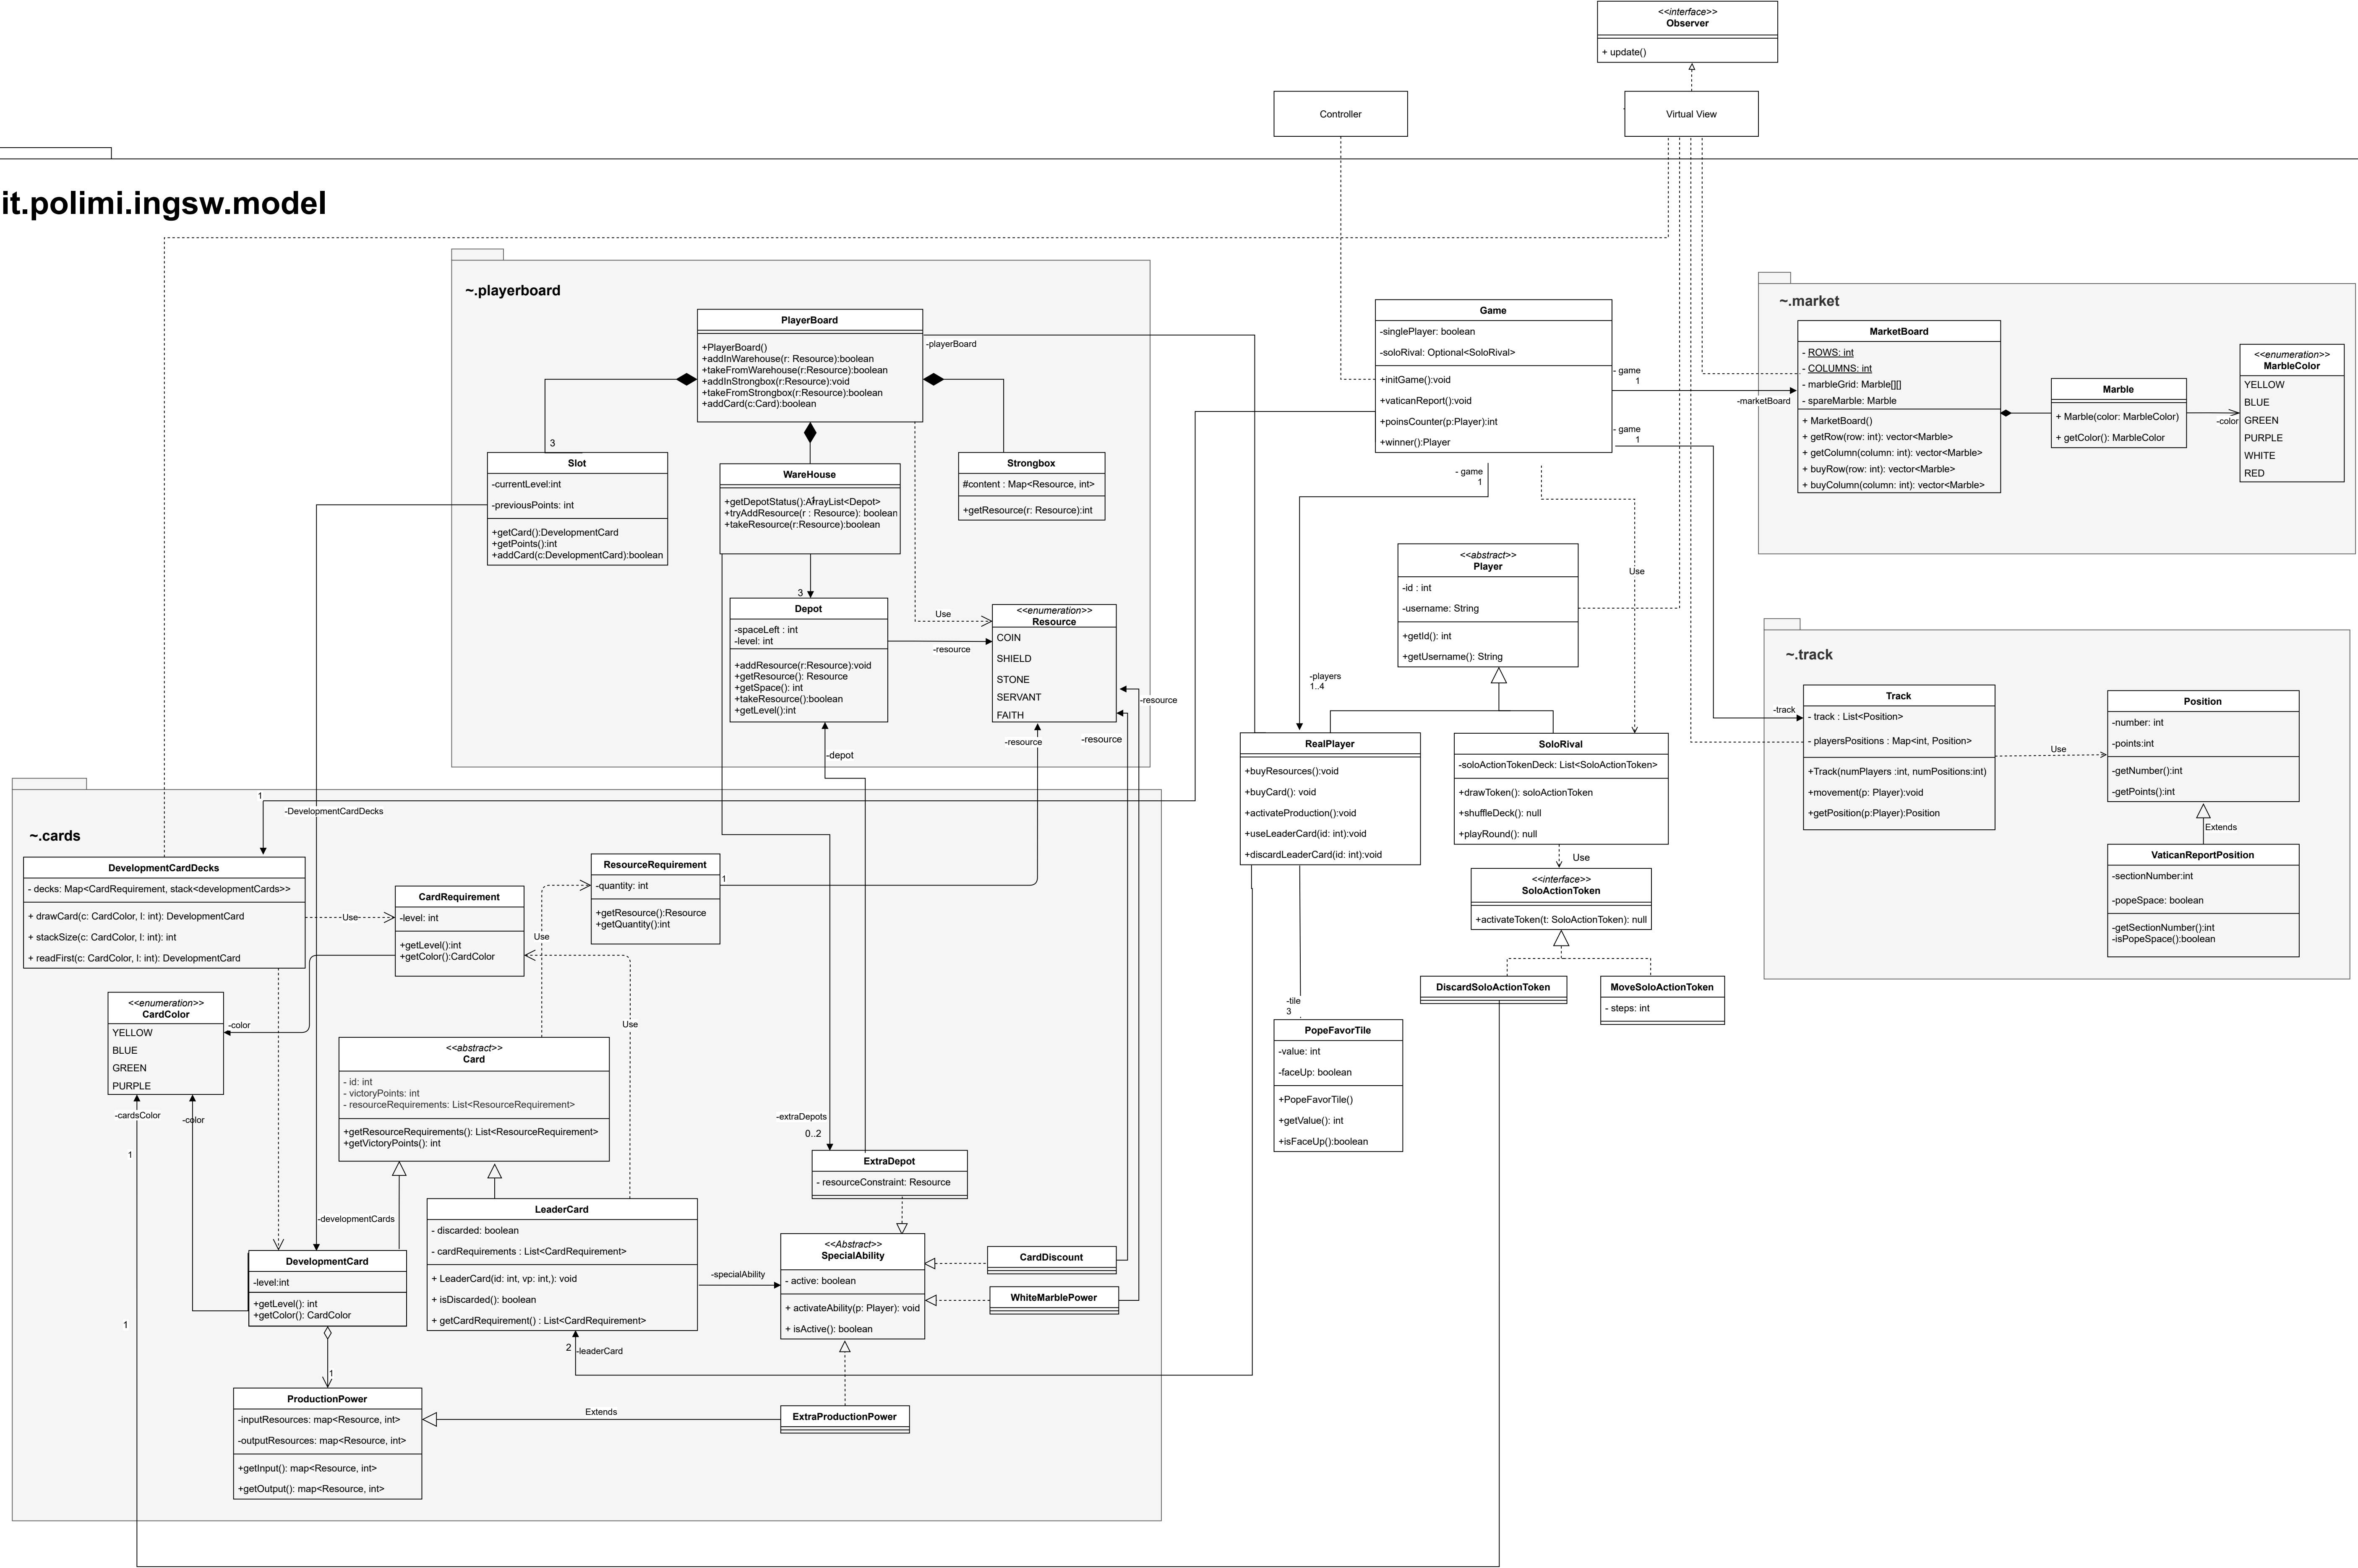 <<interface>>
Observer
+ update()
Controller
Virtual View
it.polimi.ingsw.model
~.playerboard
PlayerBoard
+PlayerBoard()
+addInWarehouse(r: Resource):boolean
+takeFromWarehouse(r:Resource):boolean
+addInStrongbox(r:Resource):void
+takeFromStrongbox(r:Resource):boolean
+addCard(c:Card):boolean
-playerBoard
3
Slot
-currentLevel:int
-previousPoints: int
+getCard():DevelopmentCard
+getPoints():int
+addCard(c:DevelopmentCard):boolean
WareHouse
+getDepotStatus():ArrayList<Depot>
+tryAddResource(r : Resource): boolean
+takeResource(r:Resource):boolean
Strongbox
#content : Map<Resource, int>
+getResource(r: Resource):int
3
Depot
-spaceLeft : int
-level: int
+addResource(r:Resource):void
+getResource(): Resource
+getSpace(): int
+takeResource():boolean
+getLevel():int
Use
-resource
<<enumeration>>
Resource
COIN
SHIELD
STONE
SERVANT
FAITH
-resource
-resource
-resource
-depot
Game
-singlePlayer: boolean
-soloRival: Optional<SoloRival>
+initGame():void
+vaticanReport():void
+poinsCounter(p:Player):int
+winner():Player
- game
1
-marketBoard
- game
1
- game
1
~.market
MarketBoard
- ROWS: int
- COLUMNS: int
- marbleGrid: Marble[][]
- spareMarble: Marble
+ MarketBoard()
+ getRow(row: int): vector<Marble>
+ getColumn(column: int): vector<Marble>
+ buyRow(row: int): vector<Marble>
+ buyColumn(column: int): vector<Marble>
Marble
+ Marble(color: MarbleColor)
+ getColor(): MarbleColor
-color
<<enumeration>>
MarbleColor
YELLOW
BLUE
GREEN
PURPLE
WHITE
RED
<<abstract>>
Player
-id : int
-username: String
+getId(): int
+getUsername(): String
Use
-players
1..4
RealPlayer
+buyResources():void
+buyCard(): void
+activateProduction():void
+useLeaderCard(id: int):void
+discardLeaderCard(id: int):void
SoloRival
-soloActionTokenDeck: List<SoloActionToken>
+drawToken(): soloActionToken
+shuffleDeck(): null
+playRound(): null
Use
<<interface>>
SoloActionToken
+activateToken(t: SoloActionToken): null
DiscardSoloActionToken
MoveSoloActionToken
- steps: int
-tile
3
PopeFavorTile
-value: int
-faceUp: boolean
+PopeFavorTile()
+getValue(): int
+isFaceUp():boolean
~.track
-track
Track
- track : List<Position>
- playersPositions : Map<int, Position>
+Track(numPlayers :int, numPositions:int)
+movement(p: Player):void
+getPosition(p:Player):Position
Use
Position
-number: int
-points:int
-getNumber():int
-getPoints():int
Extends
VaticanReportPosition
-sectionNumber:int
-popeSpace: boolean
-getSectionNumber():int
-isPopeSpace():boolean
~.cards
1
-DevelopmentCardDecks
DevelopmentCardDecks
- decks: Map<CardRequirement, stack<developmentCards>>
+ drawCard(c: CardColor, l: int): DevelopmentCard
+ stackSize(c: CardColor, l: int): int
+ readFirst(c: CardColor, l: int): DevelopmentCard
Use
CardRequirement
-level: int
+getLevel():int
+getColor():CardColor
ResourceRequirement
-quantity: int
+getResource():Resource
+getQuantity():int
1
Use
Use
<<enumeration>>
CardColor
YELLOW
BLUE
GREEN
PURPLE
-color
-cardsColor
-color
1
1
<<abstract>>
Card
- id: int
- victoryPoints: int
- resourceRequirements: List<ResourceRequirement>
+getResourceRequirements(): List<ResourceRequirement>
+getVictoryPoints(): int
-extraDepots
0..2
ExtraDepot
- resourceConstraint: Resource
-developmentCards
DevelopmentCard
-level:int
+getLevel(): int
+getColor(): CardColor
LeaderCard
- discarded: boolean
- cardRequirements : List<CardRequirement>
+ LeaderCard(id: int, vp: int,): void
+ isDiscarded(): boolean
+ getCardRequirement() : List<CardRequirement>
-specialAbility
2
-leaderCard
<<Abstract>>
SpecialAbility
- active: boolean
+ activateAbility(p: Player): void
+ isActive(): boolean
CardDiscount
WhiteMarblePower
1
ProductionPower
-inputResources: map<Resource, int>
-outputResources: map<Resource, int>
+getInput(): map<Resource, int>
+getOutput(): map<Resource, int>
Extends
ExtraProductionPower